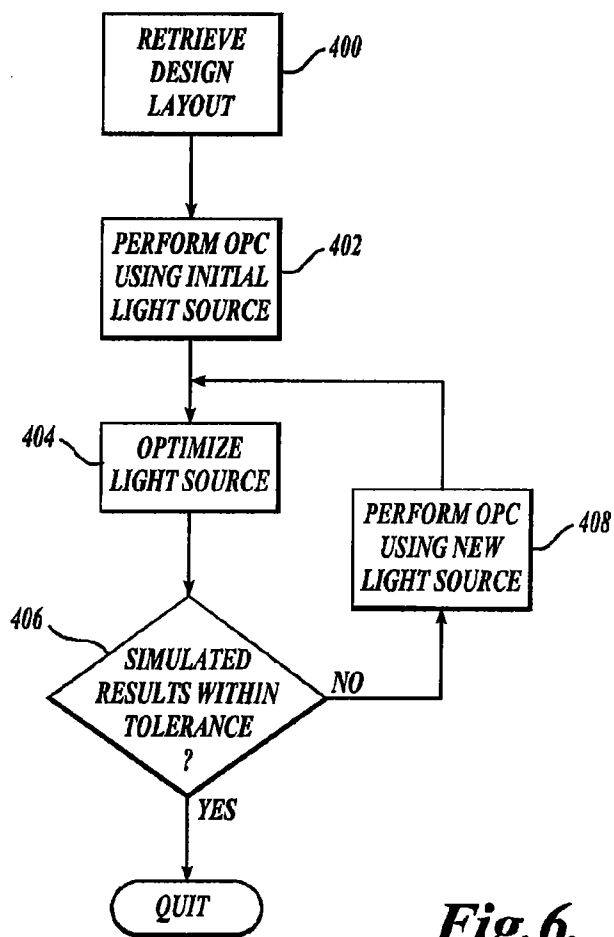 RETRIEVE
DESIGN
LAYOUT
400
PERFORM OPC
USING INITIAL
LIGHT SOURCE
402
404
OPTIMIZE
LIGHT SOURCE
PERFORM OPC
USING NEW
LIGHT SOURCE
408
406
SIMULATED
RESULTS WITHIN
TOLERANCE
?
NO
YES
QUIT
Fig.6.